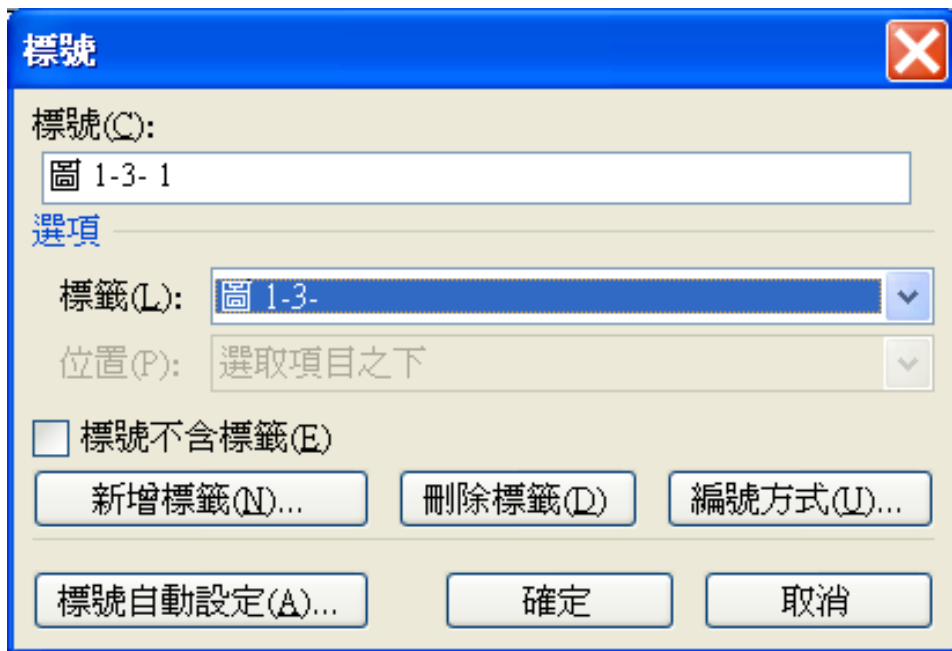 標號
標號(C):
圖 1-3- 1
選項
標籤(L): 圖 1-3-
位置(P): 選取項目之下
標號不含標籤(E)
新增標籤(N)... 刪除標籤(D) 編號方式(U)...
標號自動設定(A)... 確定 取消